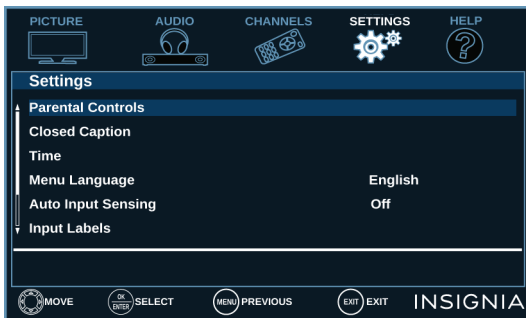 PICTURE AUDIO CHANNELS SETTINGS HELP
?
Settings
Parental Controls
Closed Caption
Time
Menu Language English
Auto Input Sensing Off
Input Labels
MOVE OK ENTER SELECT MENU PREVIOUS EXIT EXIT INSIGNIA